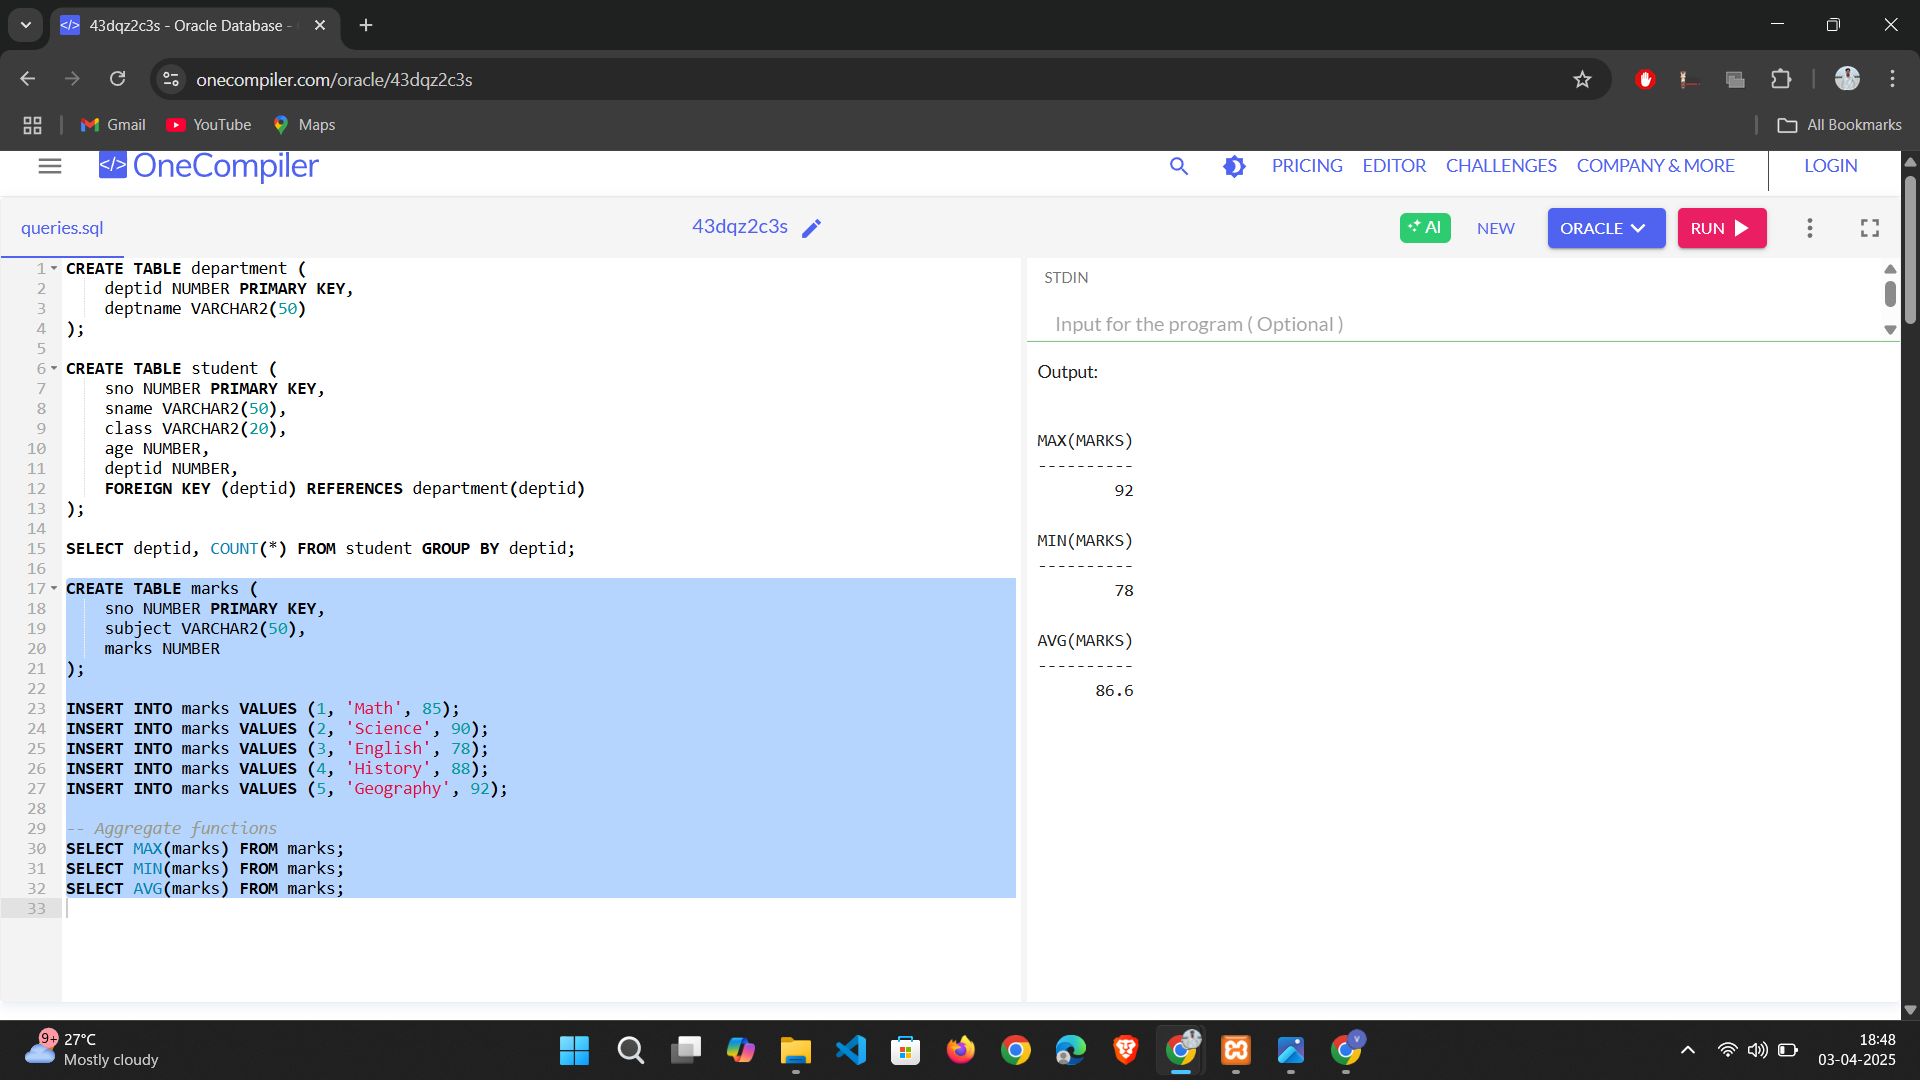 43dqz2c3s - Oracle Database -
onecompiler.com/oracle/43dqz2c3s
Gmail
YouTube
Maps
All Bookmarks
</> OneCompiler
PRICING
EDITOR
CHALLENGES
COMPANY & MORE
LOGIN
queries.sql
43dqz2c3s
AI
NEW
ORACLE
RUN
1 CREATE TABLE department (
2 deptid NUMBER PRIMARY KEY,
3 deptname VARCHAR2(50)
4 );
5
6 CREATE TABLE student (
7 sno NUMBER PRIMARY KEY,
8 sname VARCHAR2(50),
9 class VARCHAR2(20),
10 age NUMBER,
11 deptid NUMBER,
12 FOREIGN KEY (deptid) REFERENCES department(deptid)
13 );
14
15 SELECT deptid, COUNT(*) FROM student GROUP BY deptid;
16
17 CREATE TABLE marks (
18 sno NUMBER PRIMARY KEY,
19 subject VARCHAR2(50),
20 marks NUMBER
21 );
22
23 INSERT INTO marks VALUES (1, 'Math', 85);
24 INSERT INTO marks VALUES (2, 'Science', 90);
25 INSERT INTO marks VALUES (3, 'English', 78);
26 INSERT INTO marks VALUES (4, 'History', 88);
27 INSERT INTO marks VALUES (5, 'Geography', 92);
28
29 -- Aggregate functions
30 SELECT MAX(marks) FROM marks;
31 SELECT MIN(marks) FROM marks;
32 SELECT AVG(marks) FROM marks;
33
STDIN
Input for the program ( Optional )
Output:
MAX(MARKS)
----------
92
MIN(MARKS)
----------
78
AVG(MARKS)
----------
86.6
9+
27°C
Mostly cloudy
V
18:48
03-04-2025